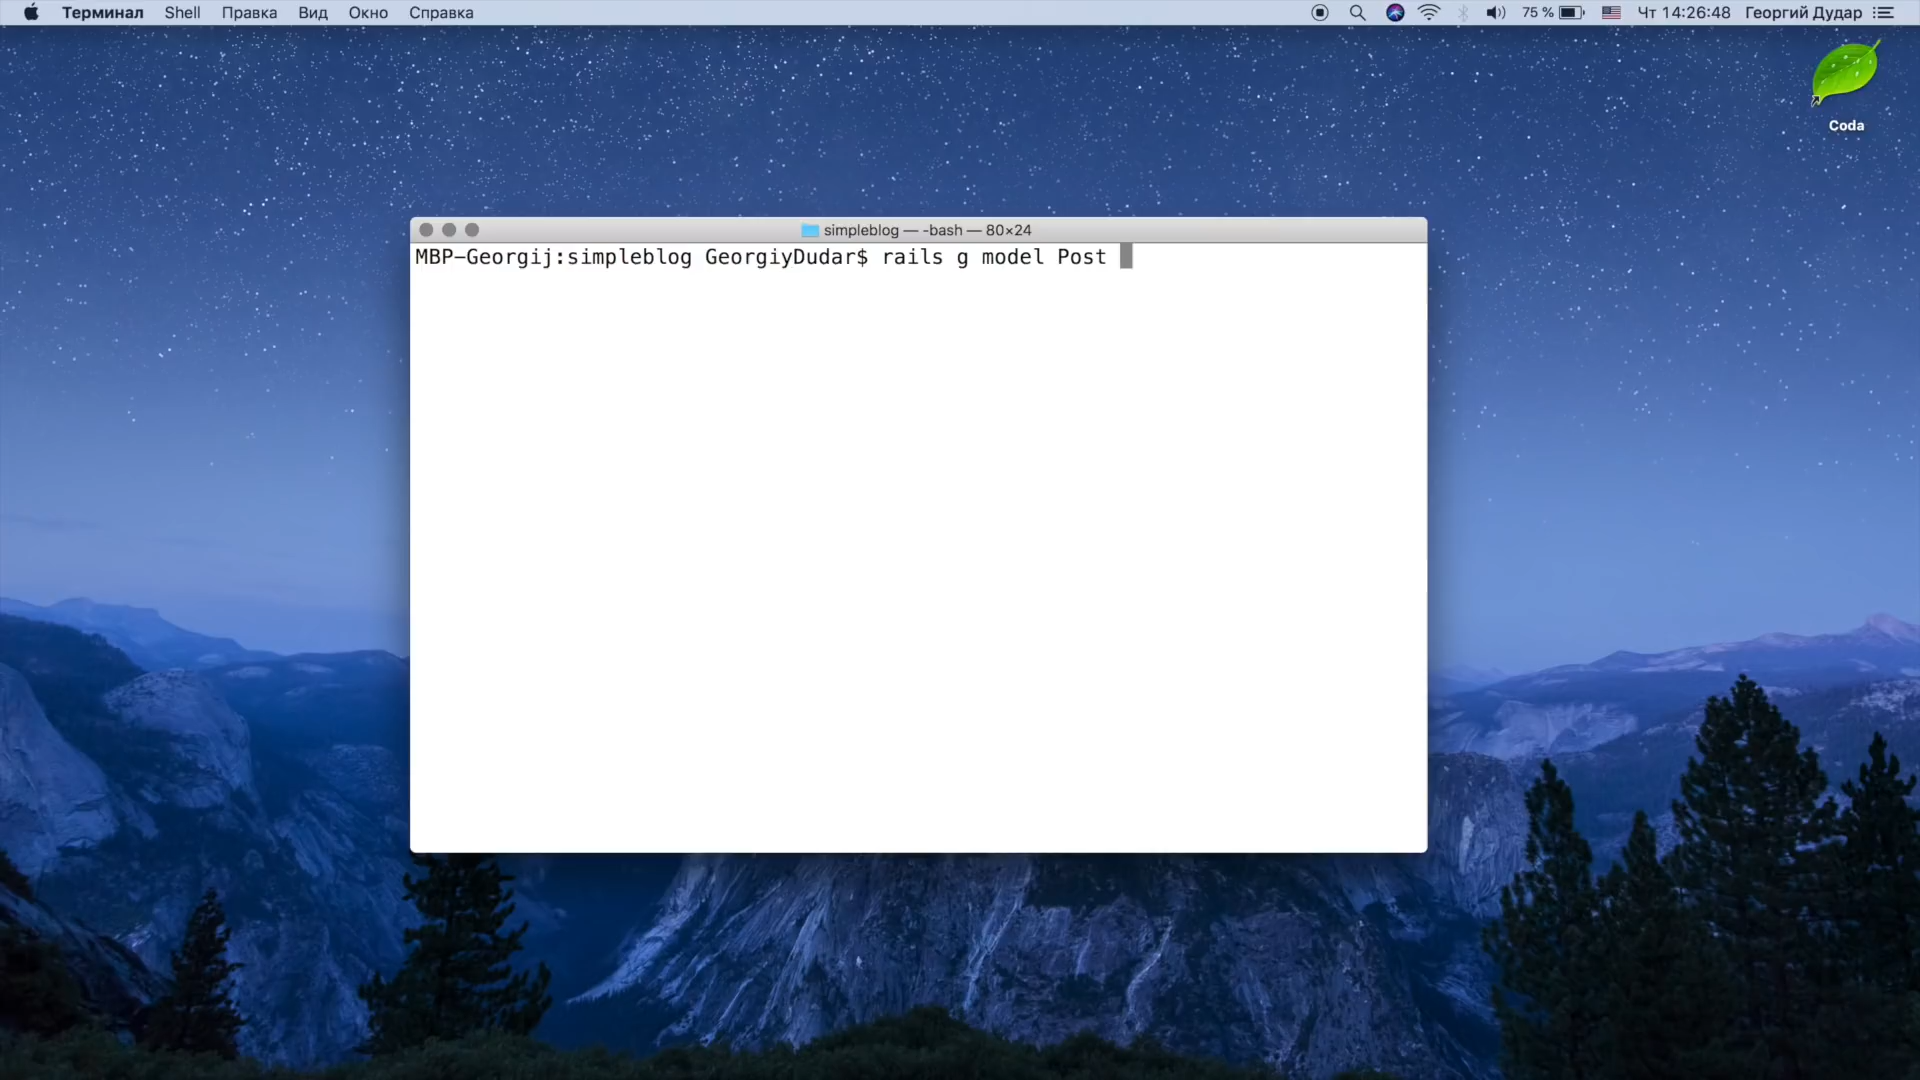 Терминал Shell Правка Вид Окно Справка 75 % Чт 14:26:48 Георгий Дудар
Coda
simpleblog — -bash — 80×24
MBP-Georgij:simpleblog GeorgiyDudar$ rails g model Post